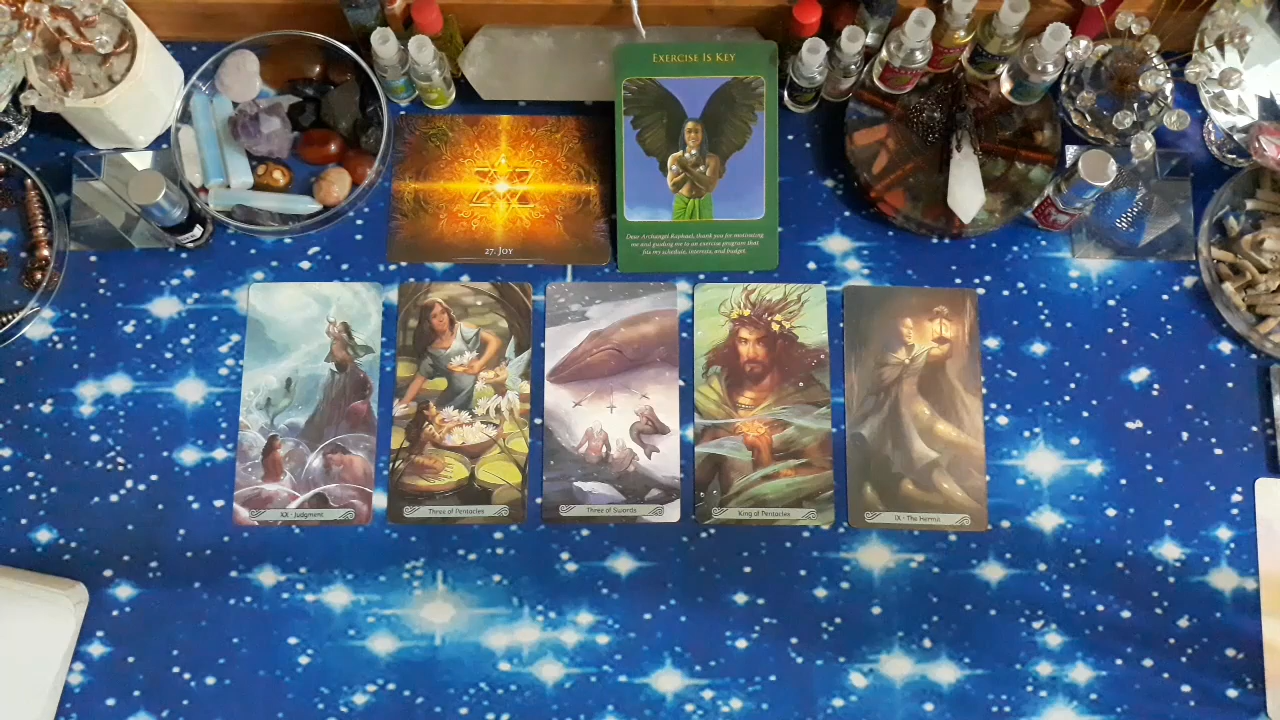 EXERCISE IS KEY
Dear Archangel Raphael, thank you for motivating
me and guiding me to an exercise program that
fits my schedule, interests, and budget.
27. JOY
XX - Judgment
Three of Pentacles
Three of Swords
King of Pentacles
IX - The Hermit